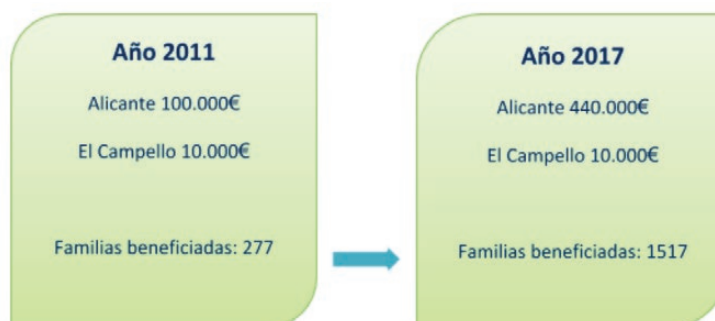 Año 2011
Alicante 100.000€
El Campello 10.000€
Familias beneficiadas: 277
Año 2017
Alicante 440.000€
El Campello 10.000€
Familias beneficiadas: 1517